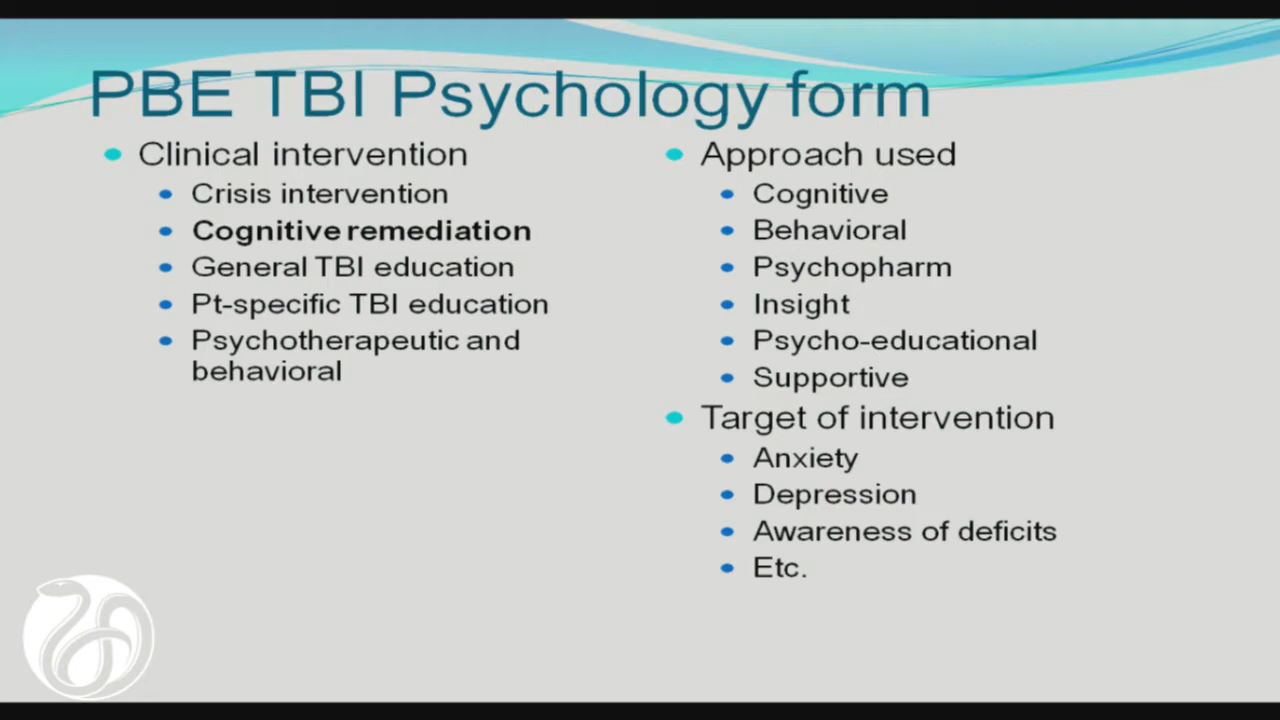 PBE TBI Psychology form
Clinical intervention
Crisis intervention
Cognitive remediation
General TBI education
Pt-specific TBI education
Psychotherapeutic and
behavioral
Approach used
Cognitive
Behavioral
Psychopharm
Insight
Psycho-educational
Supportive
Target of intervention
Anxiety
Depression
Awareness of deficits
Etc.